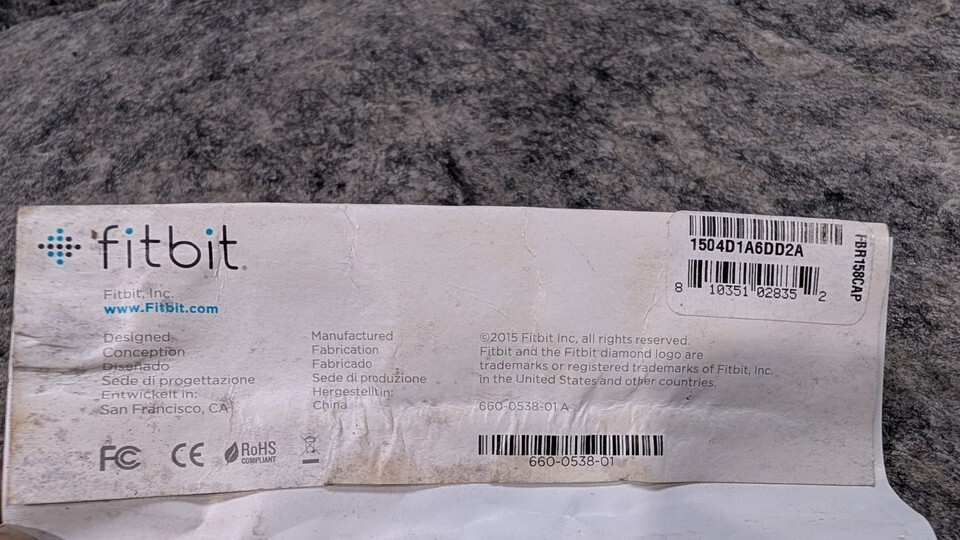 fitbit.
Fitbit, Inc.
www.Fitbit.com
Designed
Conception
Diseñado
Sede di progettazione
Entwickelt in:
San Francisco, CA
Manufactured
Fabrication
Fabricado
Sede di produzione
Hergestellt in:
China
©2015 Fitbit Inc, all rights reserved.
Fitbit and the Fitbit diamond logo are
trademarks or registered trademarks of Fitbit, Inc.
in the United States and other countries.
660-0538-01 A
660-0538-01
FC CE RoHS
COMPLIANT
1504D1A6DD2A
8 10351 02835 2
FBR158CAP